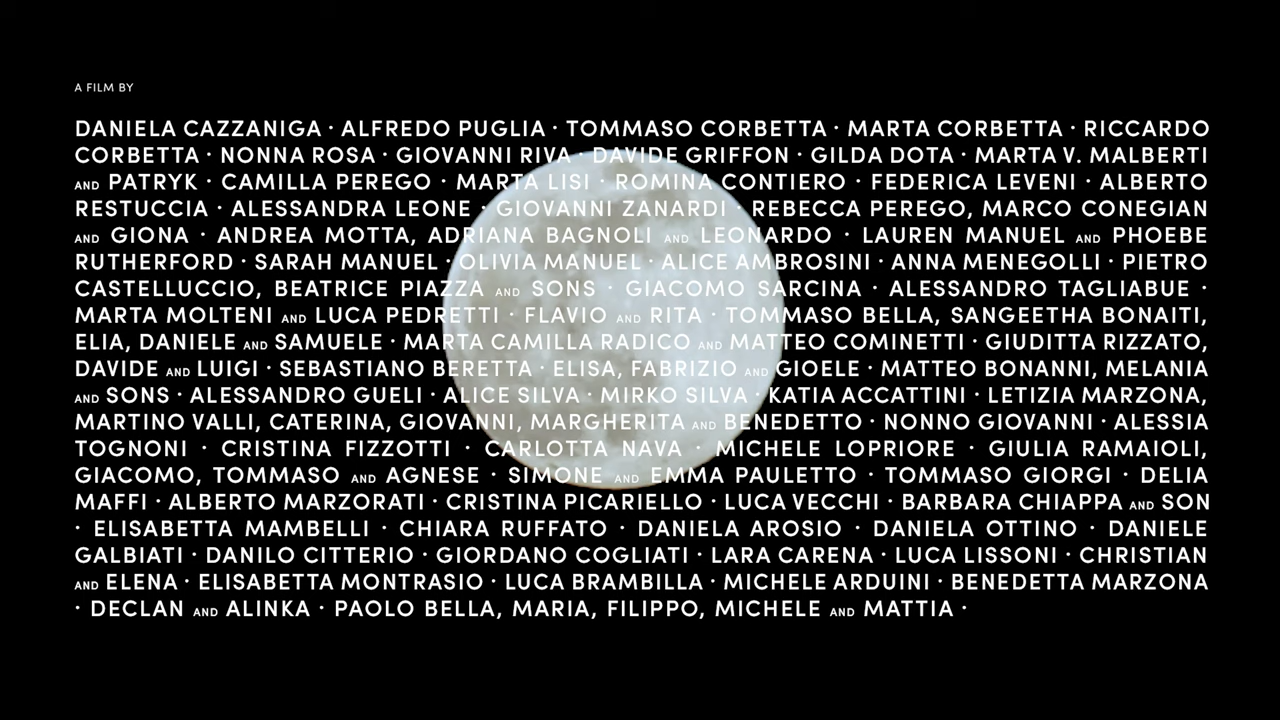 A FILM BY
DANIELA CAZZANIGA · ALFREDO PUGLIA · TOMMASO CORBETTA · MARTA CORBETTA · RICCARDO
CORBETTA · NONNA ROSA · GIOVANNI RIVA · DAVIDE GRIFFON · GILDA DOTA · MARTA V. MALBERTI
AND PATRYK · CAMILLA PEREGO · MARTA LISI · ROMINA CONTIERO · FEDERICA LEVENI · ALBERTO
RESTUCCIA · ALESSANDRA LEONE · GIOVANNI ZANARDI · REBECCA PEREGO, MARCO CONEGIAN
AND GIONA · ANDREA MOTTA, ADRIANA BAGNOLI AND LEONARDO · LAUREN MANUEL AND PHOEBE
RUTHERFORD · SARAH MANUEL · OLIVIA MANUEL · ALICE AMBROSINI · ANNA MENEGOLLI · PIETRO
CASTELLUCCIO, BEATRICE PIAZZA AND SONS · GIACOMO SARCINA · ALESSANDRO TAGLIABUE ·
MARTA MOLTENI AND LUCA PEDRETTI · FLAVIO AND RITA · TOMMASO BELLA, SANGEETHA BONAITI,
ELIA, DANIELE AND SAMUELE · MARTA CAMILLA RADICO AND MATTEO COMINETTI · GIUDITTA RIZZATO,
DAVIDE AND LUIGI · SEBASTIANO BERETTA · ELISA, FABRIZIO AND GIOELE · MATTEO BONANNI, MELANIA
AND SONS · ALESSANDRO GUELI · ALICE SILVA · MIRKO SILVA · KATIA ACCATTINI · LETIZIA MARZONA,
MARTINO VALLI, CATERINA, GIOVANNI, MARGHERITA AND BENEDETTO · NONNO GIOVANNI · ALESSIA
TOGNONI · CRISTINA FIZZOTTI · CARLOTTA NAVA · MICHELE LOPRIORE · GIULIA RAMAIOLI,
GIACOMO, TOMMASO AND AGNESE · SIMONE AND EMMA PAULETTO · TOMMASO GIORGI · DELIA
MAFFI · ALBERTO MARZORATI · CRISTINA PICARIELLO · LUCA VECCHI · BARBARA CHIAPPA AND SON
· ELISABETTA MAMBELLI · CHIARA RUFFATO · DANIELA AROSIO · DANIELA OTTINO · DANIELE
GALBIATI · DANILO CITTERIO · GIORDANO COGLIATI · LARA CARENA · LUCA LISSONI · CHRISTIAN
AND ELENA · ELISABETTA MONTRASIO · LUCA BRAMBILLA · MICHELE ARDUINI · BENEDETTA MARZONA
· DECLAN AND ALINKA · PAOLO BELLA, MARIA, FILIPPO, MICHELE AND MATTIA ·